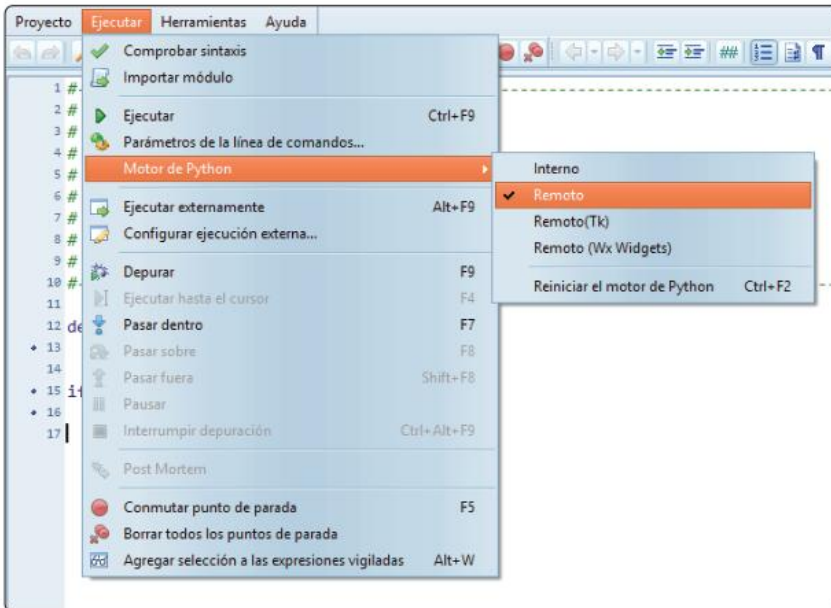 Proyecto Ejecutar Herramientas Ayuda
##
Comprobar sintaxis
Importar módulo
Ejecutar Ctrl+F9
Parámetros de la línea de comandos...
Motor de Python
Interno
Remoto
Remoto(Tk)
Remoto (Wx Widgets)
Reiniciar el motor de Python Ctrl+F2
Ejecutar externamente Alt+F9
Configurar ejecución externa...
Depurar F9
Ejecutar hasta el cursor F4
Pasar dentro F7
Pasar sobre F8
Pasar fuera Shift+F8
Pausar
Interrumpir depuración Ctrl+Alt+F9
Post Mortem
Conmutar punto de parada F5
Borrar todos los puntos de parada
Agregar selección a las expresiones vigiladas Alt+W
1 #
2 #
3 #
4 #
5 #
6 #
7 #
8 #
9 #
10 #
11
12 de
13
14
15 if
16
17